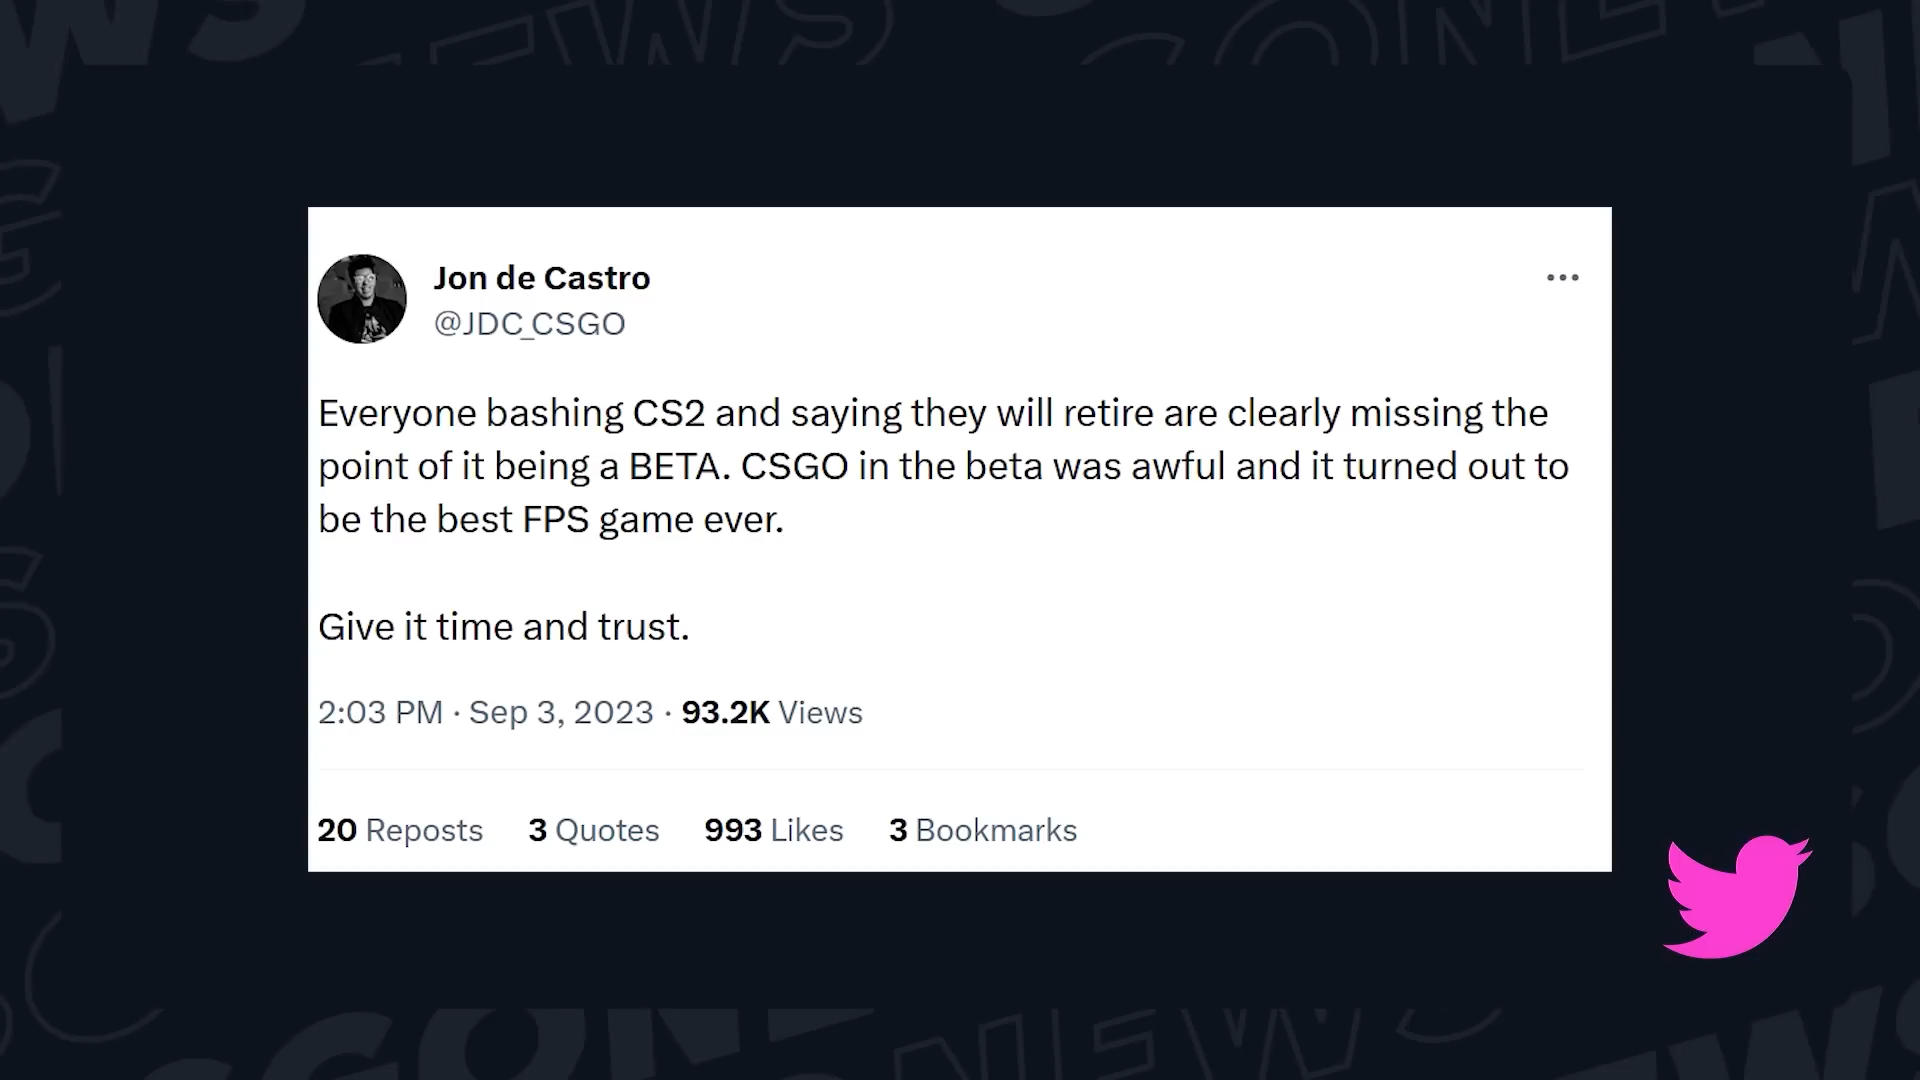 Jon de Castro
@JDC_CSGO
Everyone bashing CS2 and saying they will retire are clearly missing the
point of it being a BETA. CSGO in the beta was awful and it turned out to
be the best FPS game ever.
Give it time and trust.
2:03 PM · Sep 3, 2023 · 93.2K Views
20 Reposts 3 Quotes 993 Likes 3 Bookmarks